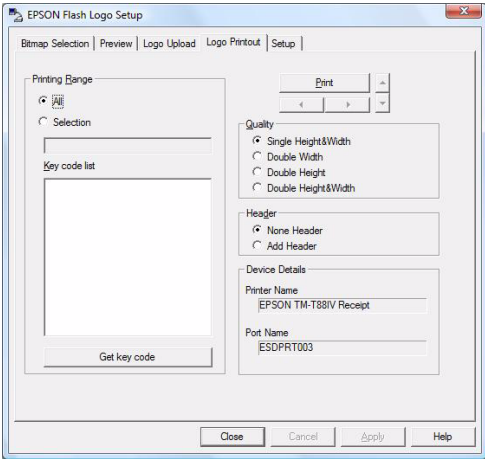 EPSON Flash Logo Setup
Bitmap Selection Preview Logo Upload Logo Printout Setup
Printing Range
All
Selection
Key code list
Get key code
Print
Quality
Single Height&Width
Double Width
Double Height
Double Height&Width
Header
None Header
Add Header
Device Details
Printer Name
EPSON TM-T88IV Receipt
Port Name
ESDPRT003
Close Cancel Apply Help